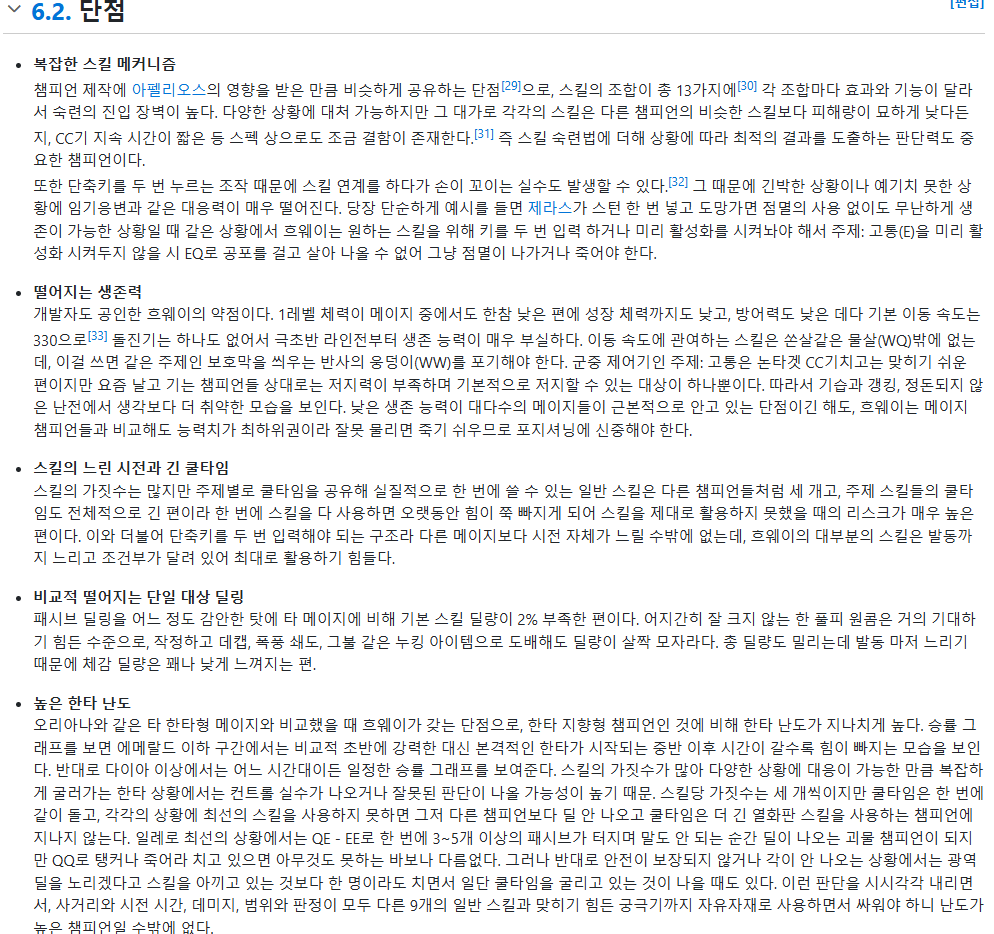 6.2. 단점
[편집]
복잡한 스킬 메커니즘
챔피언 제작에 아펠리오스의 영향을 받은 만큼 비슷하게 공유하는 단점[29]으로, 스킬의 조합이 총 13가지에[30] 각 조합마다 효과와 기능이 달라
서 숙련의 진입 장벽이 높다. 다양한 상황에 대처 가능하지만 그 대가로 각각의 스킬은 다른 챔피언의 비슷한 스킬보다 피해량이 묘하게 낮다든
지, CC기 지속 시간이 짧은 등 스펙 상으로도 조금 결함이 존재한다.[31] 즉 스킬 숙련법에 더해 상황에 따라 최적의 결과를 도출하는 판단력도 중
요한 챔피언이다.
또한 단축키를 두 번 누르는 조작 때문에 스킬 연계를 하다가 손이 꼬이는 실수도 발생할 수 있다.[32] 그 때문에 긴박한 상황이나 예기치 못한 상
황에 임기응변과 같은 대응력이 매우 떨어진다. 당장 단순하게 예시를 들면 제라스가 스턴 한 번 넣고 도망가면 점멸의 사용 없이도 무난하게 생
존이 가능한 상황일 때 같은 상황에서 흐웨이는 원하는 스킬을 위해 키를 두 번 입력 하거나 미리 활성화를 시켜놔야 해서 주제: 고통(E)을 미리 활
성화 시켜두지 않을 시 EQ로 공포를 걸고 살아 나올 수 없어 그냥 점멸이 나가거나 죽어야 한다.
떨어지는 생존력
개발자도 공인한 흐웨이의 약점이다. 1레벨 체력이 메이지 중에서도 한참 낮은 편에 성장 체력까지도 낮고, 방어력도 낮은 데다 기본 이동 속도는
330으로[33] 돌진기는 하나도 없어서 극초반 라인전부터 생존 능력이 매우 부실하다. 이동 속도에 관여하는 스킬은 쏜살같은 물살(WQ)밖에 없는
데, 이걸 쓰면 같은 주제인 보호막을 씌우는 반사의 웅덩이(WW)를 포기해야 한다. 군중 제어기인 주제: 고통은 논타겟 CC기치고는 맞히기 쉬운
편이지만 요즘 날고 기는 챔피언들 상대로는 저지력이 부족하며 기본적으로 저지할 수 있는 대상이 하나뿐이다. 따라서 기습과 갱킹, 정돈되지 않
은 난전에서 생각보다 더 취약한 모습을 보인다. 낮은 생존 능력이 대다수의 메이지들이 근본적으로 안고 있는 단점이긴 해도, 흐웨이는 메이지
챔피언들과 비교해도 능력치가 최하위권이라 잘못 물리면 죽기 쉬우므로 포지셔닝에 신중해야 한다.
스킬의 느린 시전과 긴 쿨타임
스킬의 가짓수는 많지만 주제별로 쿨타임을 공유해 실질적으로 한 번에 쓸 수 있는 일반 스킬은 다른 챔피언들처럼 세 개고, 주제 스킬들의 쿨타
임도 전체적으로 긴 편이라 한 번에 스킬을 다 사용하면 오랫동안 힘이 쭉 빠지게 되어 스킬을 제대로 활용하지 못했을 때의 리스크가 매우 높은
편이다. 이와 더불어 단축키를 두 번 입력해야 되는 구조라 다른 메이지보다 시전 자체가 느릴 수밖에 없는데, 흐웨이의 대부분의 스킬은 발동까
지 느리고 조건부가 달려 있어 최대로 활용하기 힘들다.
비교적 떨어지는 단일 대상 딜링
패시브 딜링을 어느 정도 감안한 탓에 타 메이지에 비해 기본 스킬 딜량이 2% 부족한 편이다. 어지간히 잘 크지 않는 한 풀피 원콤은 거의 기대하
기 힘든 수준으로, 작정하고 데캡, 폭풍 쇄도, 그불 같은 누킹 아이템으로 도배해도 딜량이 살짝 모자라다. 총 딜량도 밀리는데 발동 마저 느리기
때문에 체감 딜량은 꽤나 낮게 느껴지는 편.
높은 한타 난도
오리아나와 같은 타 한타형 메이지와 비교했을 때 흐웨이가 갖는 단점으로, 한타 지향형 챔피언인 것에 비해 한타 난도가 지나치게 높다. 승률 그
래프를 보면 에메랄드 이하 구간에서는 비교적 초반에 강력한 대신 본격적인 한타가 시작되는 중반 이후 시간이 갈수록 힘이 빠지는 모습을 보인
다. 반대로 다이아 이상에서는 어느 시간대이든 일정한 승률 그래프를 보여준다. 스킬의 가짓수가 많아 다양한 상황에 대응이 가능한 만큼 복잡하
게 굴러가는 한타 상황에서는 컨트롤 실수가 나오거나 잘못된 판단이 나올 가능성이 높기 때문. 스킬당 가짓수는 세 개씩이지만 쿨타임은 한 번에
같이 돌고, 각각의 상황에 최선의 스킬을 사용하지 못하면 그저 다른 챔피언보다 딜 안 나오고 쿨타임은 더 긴 열화판 스킬을 사용하는 챔피언에
지나지 않는다. 일례로 최선의 상황에서는 QE - EE로 한 번에 3~5개 이상의 패시브가 터지며 말도 안 되는 순간 딜이 나오는 괴물 챔피언이 되지
만 QQ로 탱커나 죽어라 치고 있으면 아무것도 못하는 바보나 다름없다. 그러나 반대로 안전이 보장되지 않거나 각이 안 나오는 상황에서는 광역
딜을 노리겠다고 스킬을 아끼고 있는 것보다 한 명이라도 치면서 일단 쿨타임을 굴리고 있는 것이 나을 때도 있다. 이런 판단을 시시각각 내리면
서, 사거리와 시전 시간, 데미지, 범위와 판정이 모두 다른 9개의 일반 스킬과 맞히기 힘든 궁극기까지 자유자재로 사용하면서 싸워야 하니 난도가
높은 챔피언일 수밖에 없다.